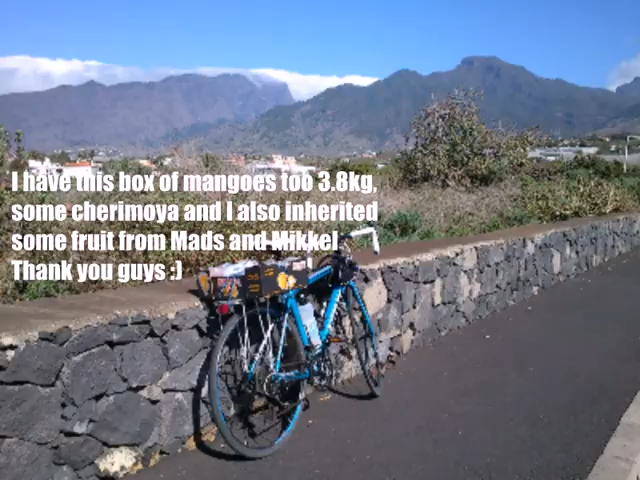 I have this box of mangoes too 3.8kg,
some cherimoya and I also inherited
some fruit from Mads and Mikkel
Thank you guys :)